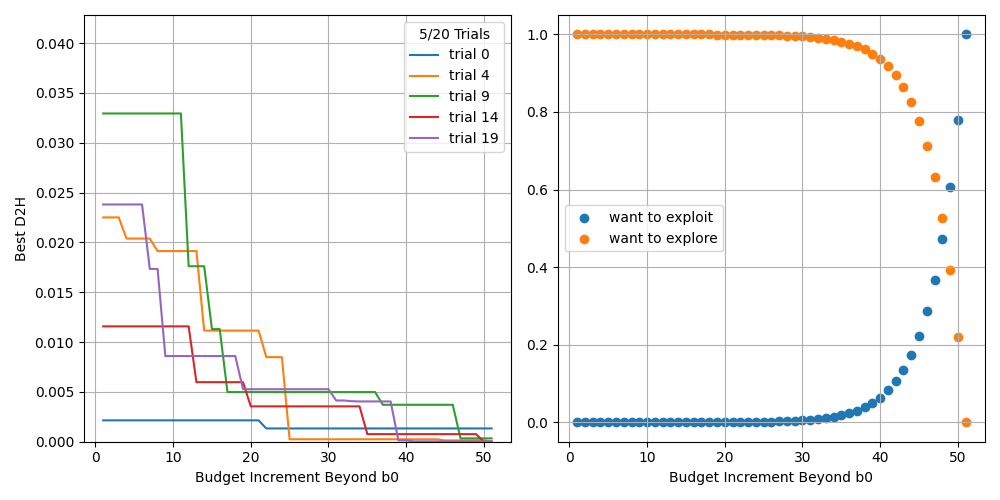 5/20 Trials
trial 0
trial 4
trial 9
trial 14
trial 19
0.040
0.035
0.030
0.025
0.020
0.015
0.010
0.005
0.000
Best D2H
0 10 20 30 40 50
Budget Increment Beyond b0
1.0
0.8
0.6
0.4
0.2
0.0
want to exploit
want to explore
0 10 20 30 40 50
Budget Increment Beyond b0